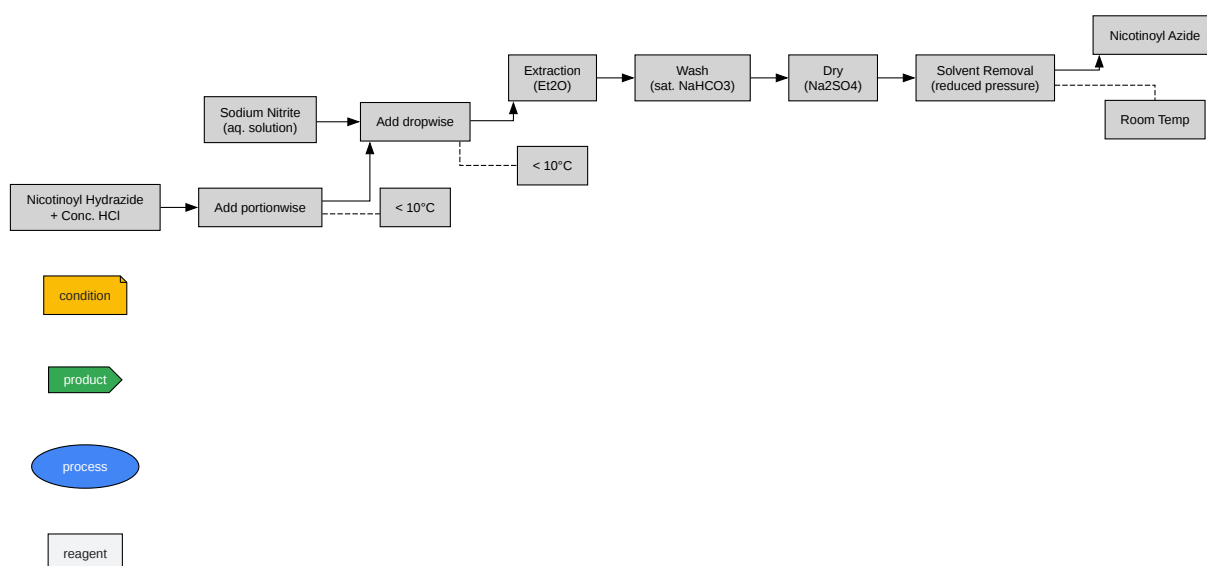 Nicotinoyl Azide
Extraction
(Et2O)
Wash
(sat. NaHCO3)
Dry
(Na2SO4)
Solvent Removal
(reduced pressure)
Sodium Nitrite
(aq. solution)
Add dropwise
Room Temp
< 10°C
Nicotinoyl Hydrazide
+ Conc. HCl
Add portionwise
< 10°C
condition
product
process
reagent